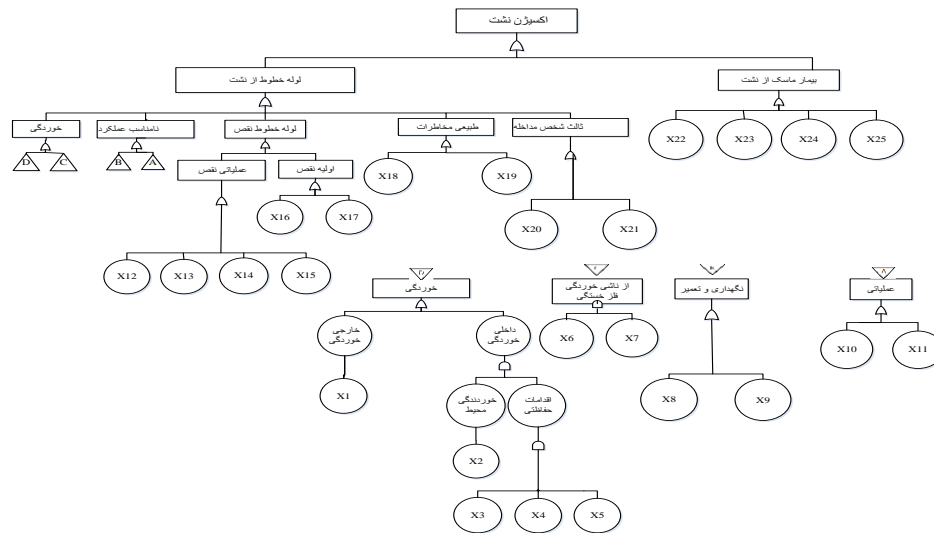 اکسیژن نشت
لوله خطوط از نشت
بیمار ماسک از نشت
خوردگی
نامناسب عملکرد
لوله خطوط نقص
طبیعی مخاطرات
ثالث شخص مداخله
D
C
B
A
عملیاتی نقص
اولیه نقص
X22
X23
X24
X25
X18
X19
X16
X17
X20
X21
X12
X13
X14
X15
خوردگی
از ناشی خوردگی
فلز خستگی
نگهداری و تعمیر
عملیاتی
خارجی
خوردگی
داخلی
خوردگی
X6
X7
X10
X11
X1
خوردندگی
محیط
اقدامات
حفاظتی
X8
X9
X2
X3
X4
X5